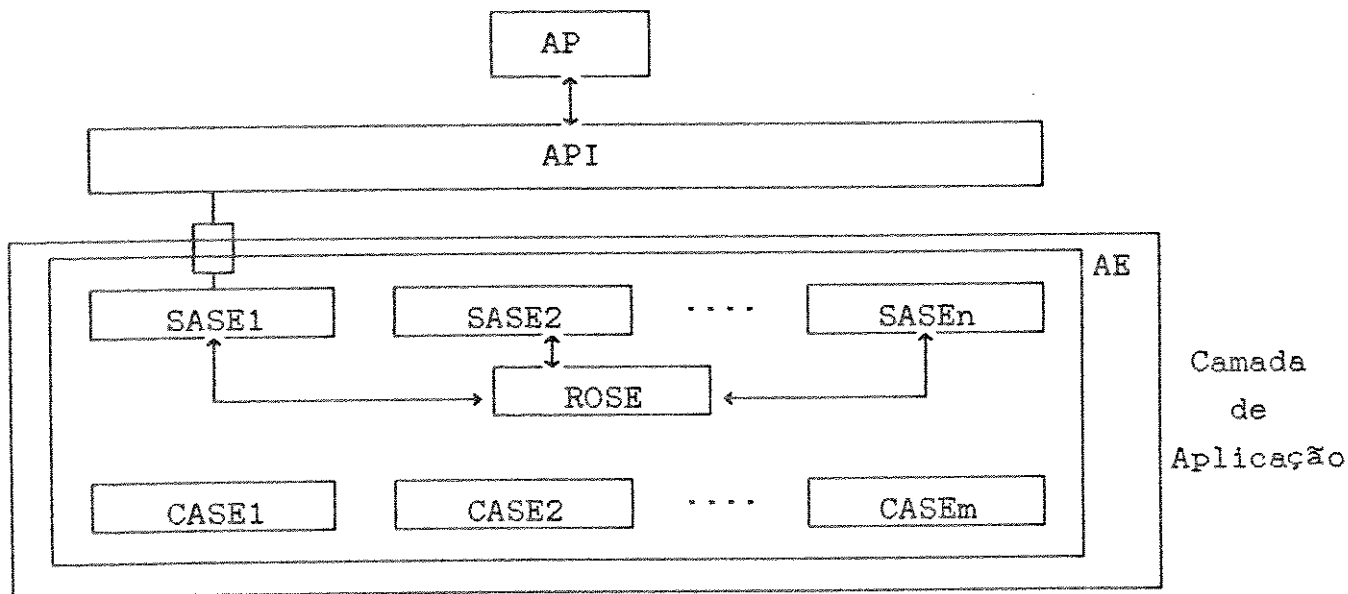 AP
API
AE
SASE1 SASE2 .... SASEn
ROSE
Camada
de
Aplicação
CASE1 CASE2 .... CASEm